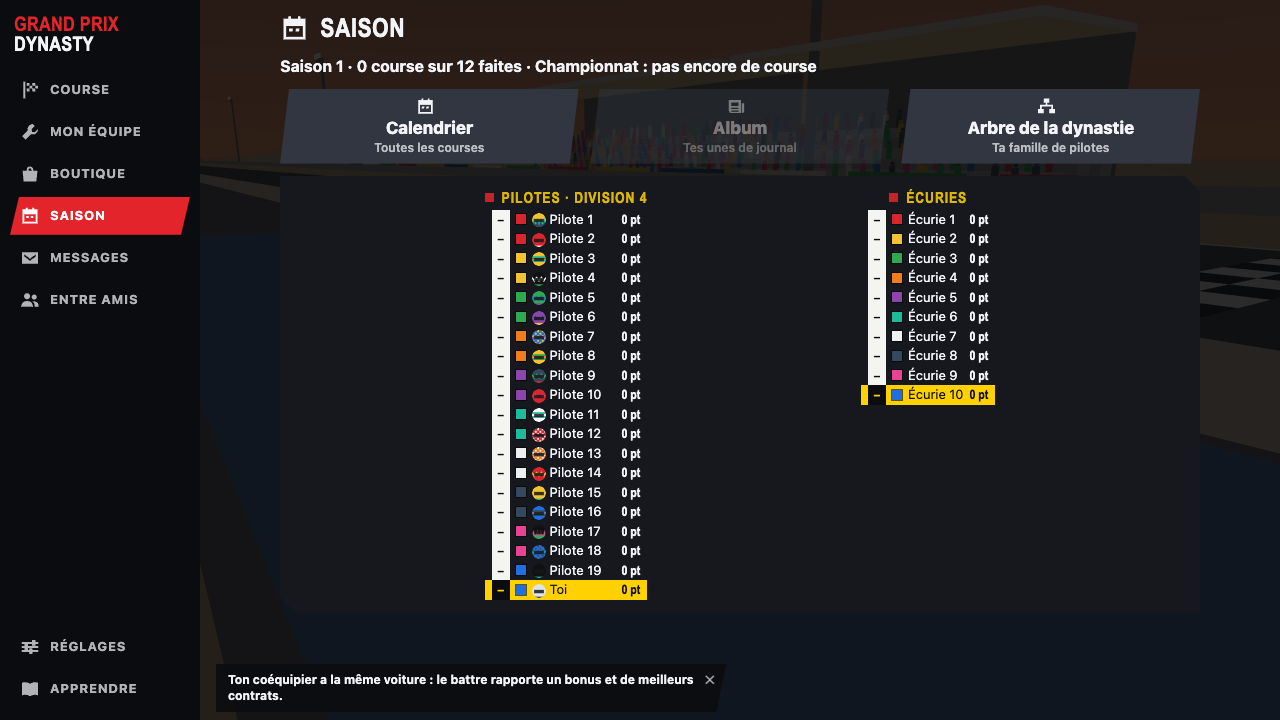 GRAND PRIX
DYNASTY
COURSE
MON ÉQUIPE
BOUTIQUE
SAISON
MESSAGES
ENTRE AMIS
RÉGLAGES
APPRENDRE
SAISON
Saison 1 · 0 course sur 12 faites · Championnat : pas encore de course
Calendrier
Toutes les courses
Album
Tes unes de journal
Arbre de la dynastie
Ta famille de pilotes
PILOTES · DIVISION 4
– Pilote 1 0 pt
– Pilote 2 0 pt
– Pilote 3 0 pt
– Pilote 4 0 pt
– Pilote 5 0 pt
– Pilote 6 0 pt
– Pilote 7 0 pt
– Pilote 8 0 pt
– Pilote 9 0 pt
– Pilote 10 0 pt
– Pilote 11 0 pt
– Pilote 12 0 pt
– Pilote 13 0 pt
– Pilote 14 0 pt
– Pilote 15 0 pt
– Pilote 16 0 pt
– Pilote 17 0 pt
– Pilote 18 0 pt
– Pilote 19 0 pt
– Toi 0 pt
ÉCURIES
– Écurie 1 0 pt
– Écurie 2 0 pt
– Écurie 3 0 pt
– Écurie 4 0 pt
– Écurie 5 0 pt
– Écurie 6 0 pt
– Écurie 7 0 pt
– Écurie 8 0 pt
– Écurie 9 0 pt
– Écurie 10 0 pt
Ton coéquipier a la même voiture : le battre rapporte un bonus et de meilleurs
contrats.